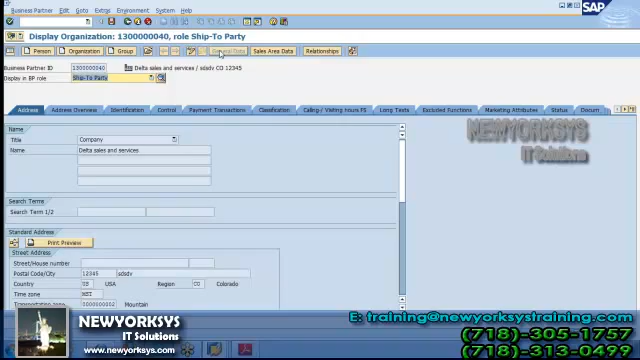 Business Partner Edit Goto Extras System Help
SAP
Display Organization: 1300000040, role Ship-To Party
Person Organization Group General Data Sales Area Data Relationships
Business Partner ID 1300000040 Delta sales and services / sdsdv CO 12345
Display in BP role Ship-To Party
Address Address Overview Identification Control Payment Transactions Classification Calling-/ Visiting hours FS Long Texts Excluded Functions Marketing Attributes Status Docum
NEWYORKSYS
IT Solutions
Name
Title Company
Name Delta sales and services
Search Terms
Search Term 1/2
Standard Address
Print Preview
Street Address
Street/House number
Postal Code/City 12345 sdsdv
Country US USA Region CO Colorado
Time zone MST Mountain
Transportation zone 0000000002 Mountain
NEWYORKSYS
IT Solutions
www.newyorksys.com
E: training@newyorksystraining.com
(718)-305-1757
(718)-313-0499